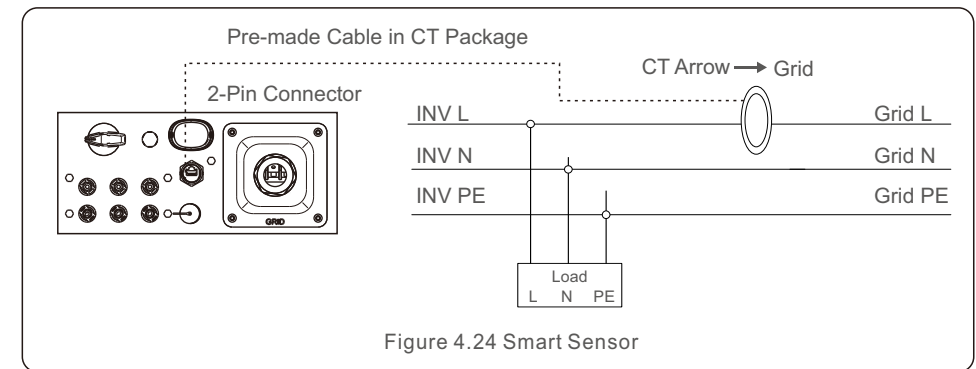 Pre-made Cable in CT Package
CT Arrow → Grid
2-Pin Connector
INV L
Grid L
INV N
Grid N
INV PE
Grid PE
GRID
Load
L N PE
Figure 4.24 Smart Sensor